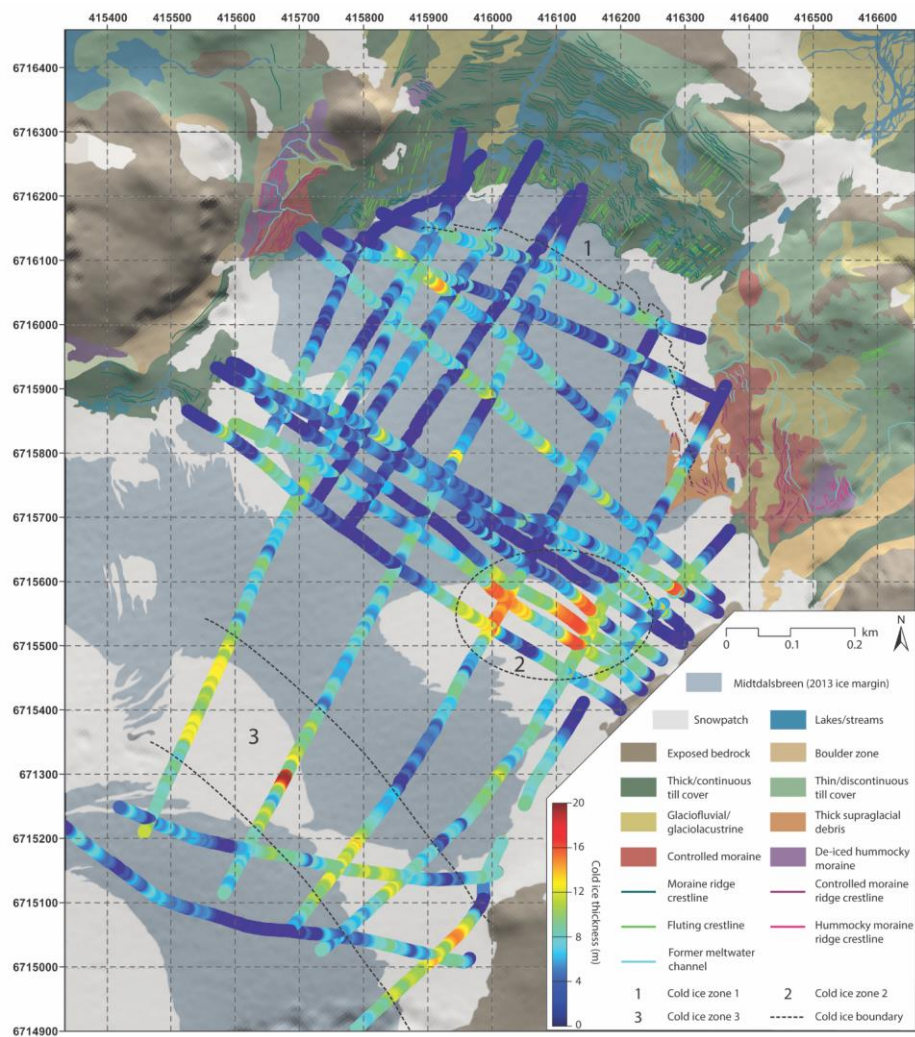 415400 415500 415600 415700 415800 415900 416000 416100 416200 416300 416400 416500 416600
6716400
6716300
6716200
6716100
6716000
6715900
6715800
6715700
6715600
6715500
6715400
671300
6715200
6715100
6715000
6714900
1
2
3
N
0 0.1 0.2 km
Midtdalsbreen (2013 ice margin)
Snowpatch
Lakes/streams
Exposed bedrock
Boulder zone
Thick/continuous
till cover
Thin/discontinuous
till cover
Glaciofluvial/
glaciolacustrine
Thick supraglacial
debris
Controlled moraine
De-iced hummocky
moraine
Moraine ridge
crestline
Controlled moraine
ridge crestline
Fluting crestline
Hummocky moraine
ridge crestline
Former meltwater
channel
1 Cold ice zone 1
2 Cold ice zone 2
3 Cold ice zone 3
Cold ice boundary
Cold ice thickness (m)
20
16
12
8
4
0